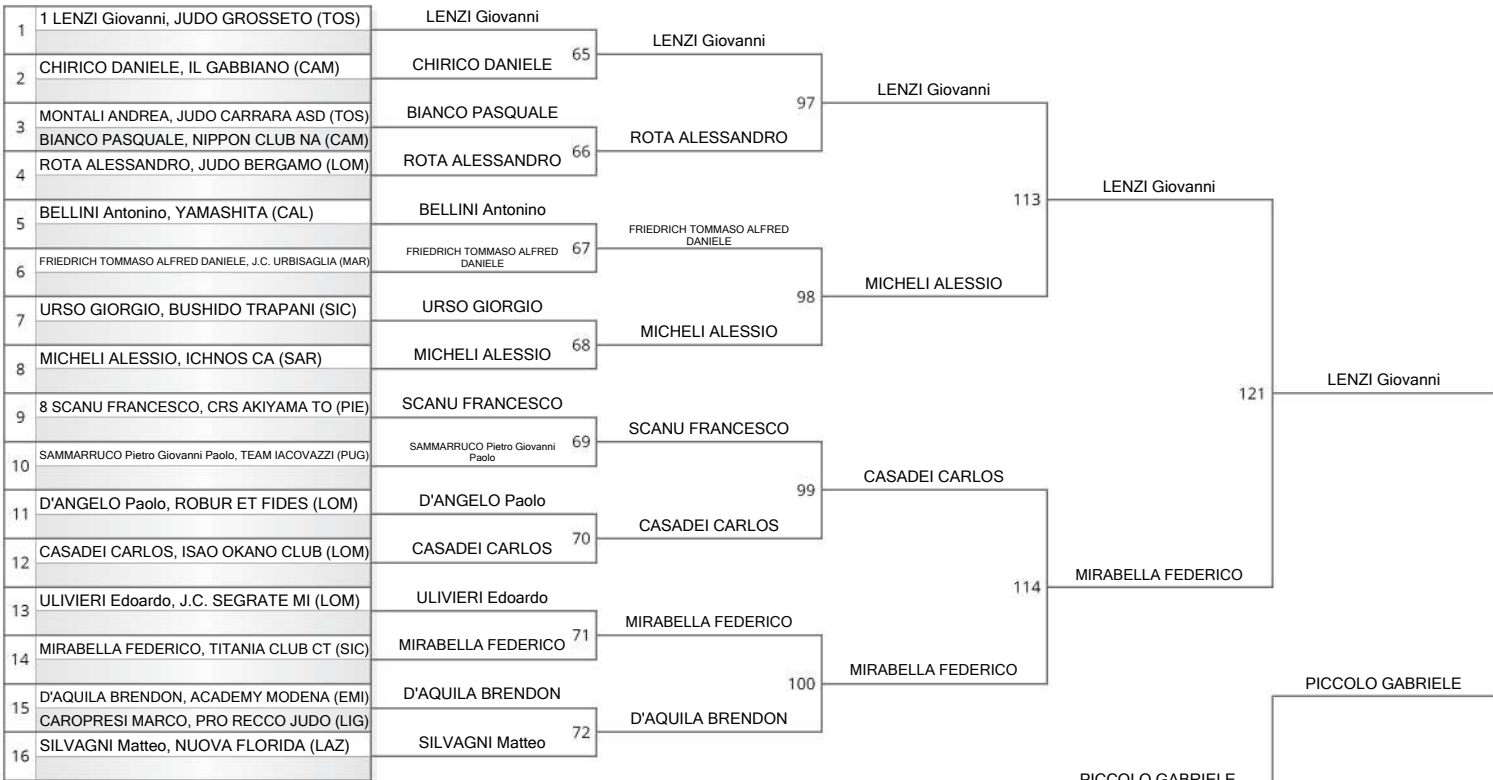 1
1 LENZI Giovanni, JUDO GROSSETO (TOS)
2
CHIRICO DANIELE, IL GABBIANO (CAM)
3
MONTALI ANDREA, JUDO CARRARA ASD (TOS)
BIANCO PASQUALE, NIPPON CLUB NA (CAM)
4
ROTA ALESSANDRO, JUDO BERGAMO (LOM)
5
BELLINI Antonino, YAMASHITA (CAL)
6
FRIEDRICH TOMMASO ALFRED DANIELE, J.C. URBISAGLIA (MAR)
7
URSO GIORGIO, BUSHIDO TRAPANI (SIC)
8
MICHELI ALESSIO, ICHNOS CA (SAR)
9
8 SCANU FRANCESCO, CRS AKIYAMA TO (PIE)
10
SAMMARRUCO Pietro Giovanni Paolo, TEAM IACOVAZZI (PUG)
11
D'ANGELO Paolo, ROBUR ET FIDES (LOM)
12
CASADEI CARLOS, ISAO OKANO CLUB (LOM)
13
ULIVIERI Edoardo, J.C. SEGRATE MI (LOM)
14
MIRABELLA FEDERICO, TITANIA CLUB CT (SIC)
15
D'AQUILA BRENDON, ACADEMY MODENA (EMI)
CAROPRESI MARCO, PRO RECCO JUDO (LIG)
16
SILVAGNI Matteo, NUOVA FLORIDA (LAZ)
LENZI Giovanni
65
CHIRICO DANIELE
BIANCO PASQUALE
66
ROTA ALESSANDRO
BELLINI Antonino
67
FRIEDRICH TOMMASO ALFRED
DANIELE
URSO GIORGIO
68
MICHELI ALESSIO
SCANU FRANCESCO
69
SAMMARRUCO Pietro Giovanni
Paolo
D'ANGELO Paolo
70
CASADEI CARLOS
ULIVIERI Edoardo
71
MIRABELLA FEDERICO
D'AQUILA BRENDON
72
SILVAGNI Matteo
LENZI Giovanni
97
ROTA ALESSANDRO
FRIEDRICH TOMMASO ALFRED
DANIELE
98
MICHELI ALESSIO
SCANU FRANCESCO
99
CASADEI CARLOS
MIRABELLA FEDERICO
100
D'AQUILA BRENDON
LENZI Giovanni
113
MICHELI ALESSIO
CASADEI CARLOS
114
MIRABELLA FEDERICO
LENZI Giovanni
121
MIRABELLA FEDERICO
LENZI Giovanni
PICCOLO GABRIELE
PICCOLO GABRIELE